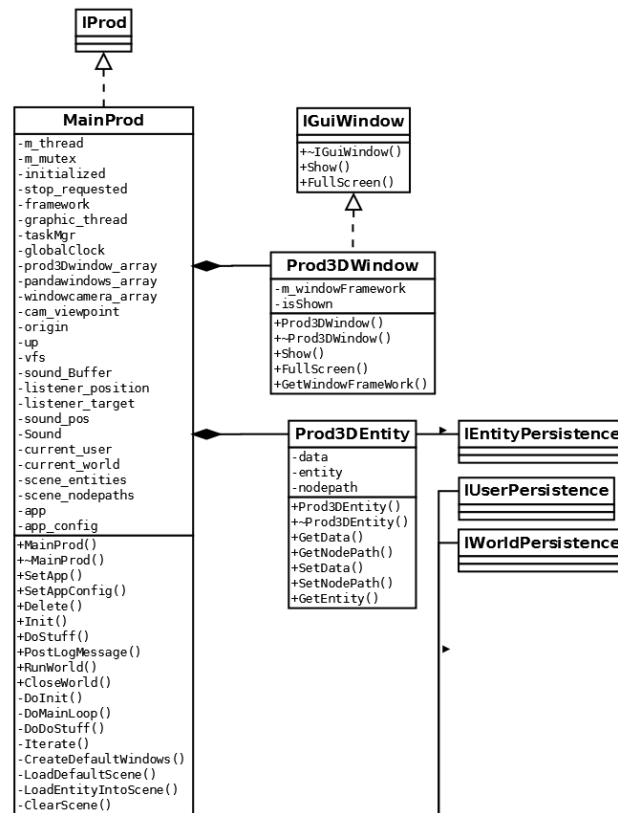 IProd
MainProd
-m_thread
-m_mutex
-initialized
-stop_requested
-framework
-graphic_thread
-taskMgr
-globalClock
-prod3Dwindow_array
-pandawindows_array
-windowcamera_array
-cam_viewpoint
-origin
-up
-vfs
-sound_Buffer
-listener_position
-listener_target
-sound_pos
-Sound
-current_user
-current_world
-scene_entities
-scene_nodepaths
-app
-app_config
+MainProd()
+~MainProd()
+SetApp()
+SetAppConfig()
+Delete()
+Init()
+DoStuff()
+PostLogMessage()
+RunWorld()
+CloseWorld()
-DoInit()
-DoMainLoop()
-DoDoStuff()
-Iterate()
-CreateDefaultWindows()
-LoadDefaultScene()
-LoadEntityIntoScene()
-ClearScene()
IGuiWindow
+~IGuiWindow()
+Show()
+FullScreen()
Prod3DWindow
-m_windowFramework
-isShown
+Prod3DWindow()
+~Prod3DWindow()
+Show()
+FullScreen()
+GetWindowFrameWork()
Prod3DEntity
-data
-entity
-nodepath
+Prod3DEntity()
+~Prod3DEntity()
+GetData()
+GetNodePath()
+SetData()
+SetNodePath()
+GetEntity()
IEntityPersistence
IUserPersistence
IWorldPersistence